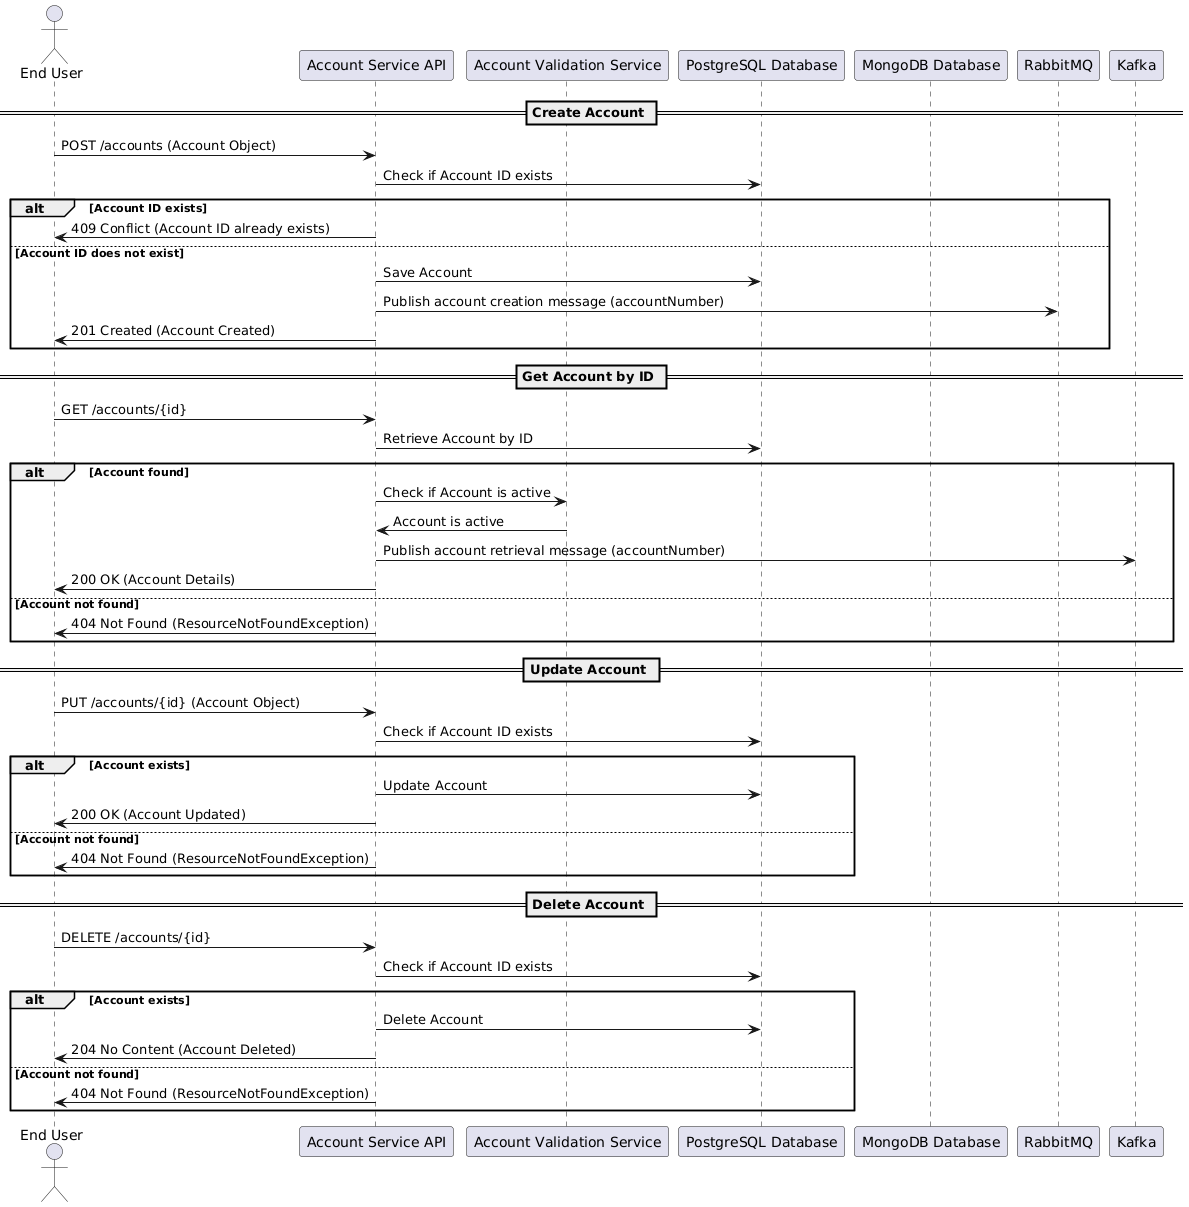 End User
Account Service API
Account Validation Service
PostgreSQL Database
MongoDB Database
RabbitMQ
Kafka
Create Account
POST /accounts (Account Object)
Check if Account ID exists
alt
[Account ID exists]
409 Conflict (Account ID already exists)
[Account ID does not exist]
Save Account
Publish account creation message (accountNumber)
201 Created (Account Created)
Get Account by ID
GET /accounts/{id}
Retrieve Account by ID
alt
[Account found]
Check if Account is active
Account is active
Publish account retrieval message (accountNumber)
200 OK (Account Details)
[Account not found]
404 Not Found (ResourceNotFoundException)
Update Account
PUT /accounts/{id} (Account Object)
Check if Account ID exists
alt
[Account exists]
Update Account
200 OK (Account Updated)
[Account not found]
404 Not Found (ResourceNotFoundException)
Delete Account
DELETE /accounts/{id}
Check if Account ID exists
alt
[Account exists]
Delete Account
204 No Content (Account Deleted)
[Account not found]
404 Not Found (ResourceNotFoundException)
End User
Account Service API
Account Validation Service
PostgreSQL Database
MongoDB Database
RabbitMQ
Kafka